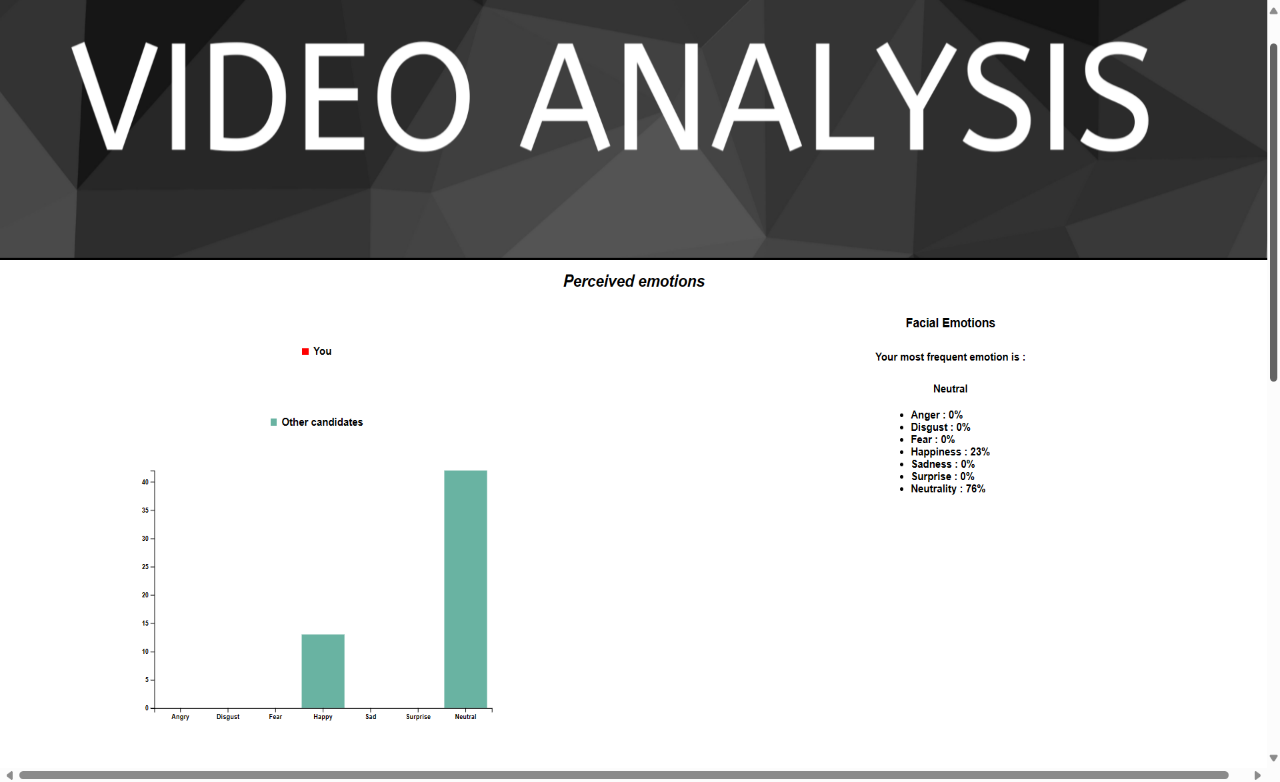 VIDEO ANALYSIS
Perceived emotions
You
Other candidates
40
35
30
25
20
15
10
5
0
Angry Disgust Fear Happy Sad Surprise Neutral
Facial Emotions
Your most frequent emotion is :
Neutral
• Anger : 0%
• Disgust : 0%
• Fear : 0%
• Happiness : 23%
• Sadness : 0%
• Surprise : 0%
• Neutrality : 76%